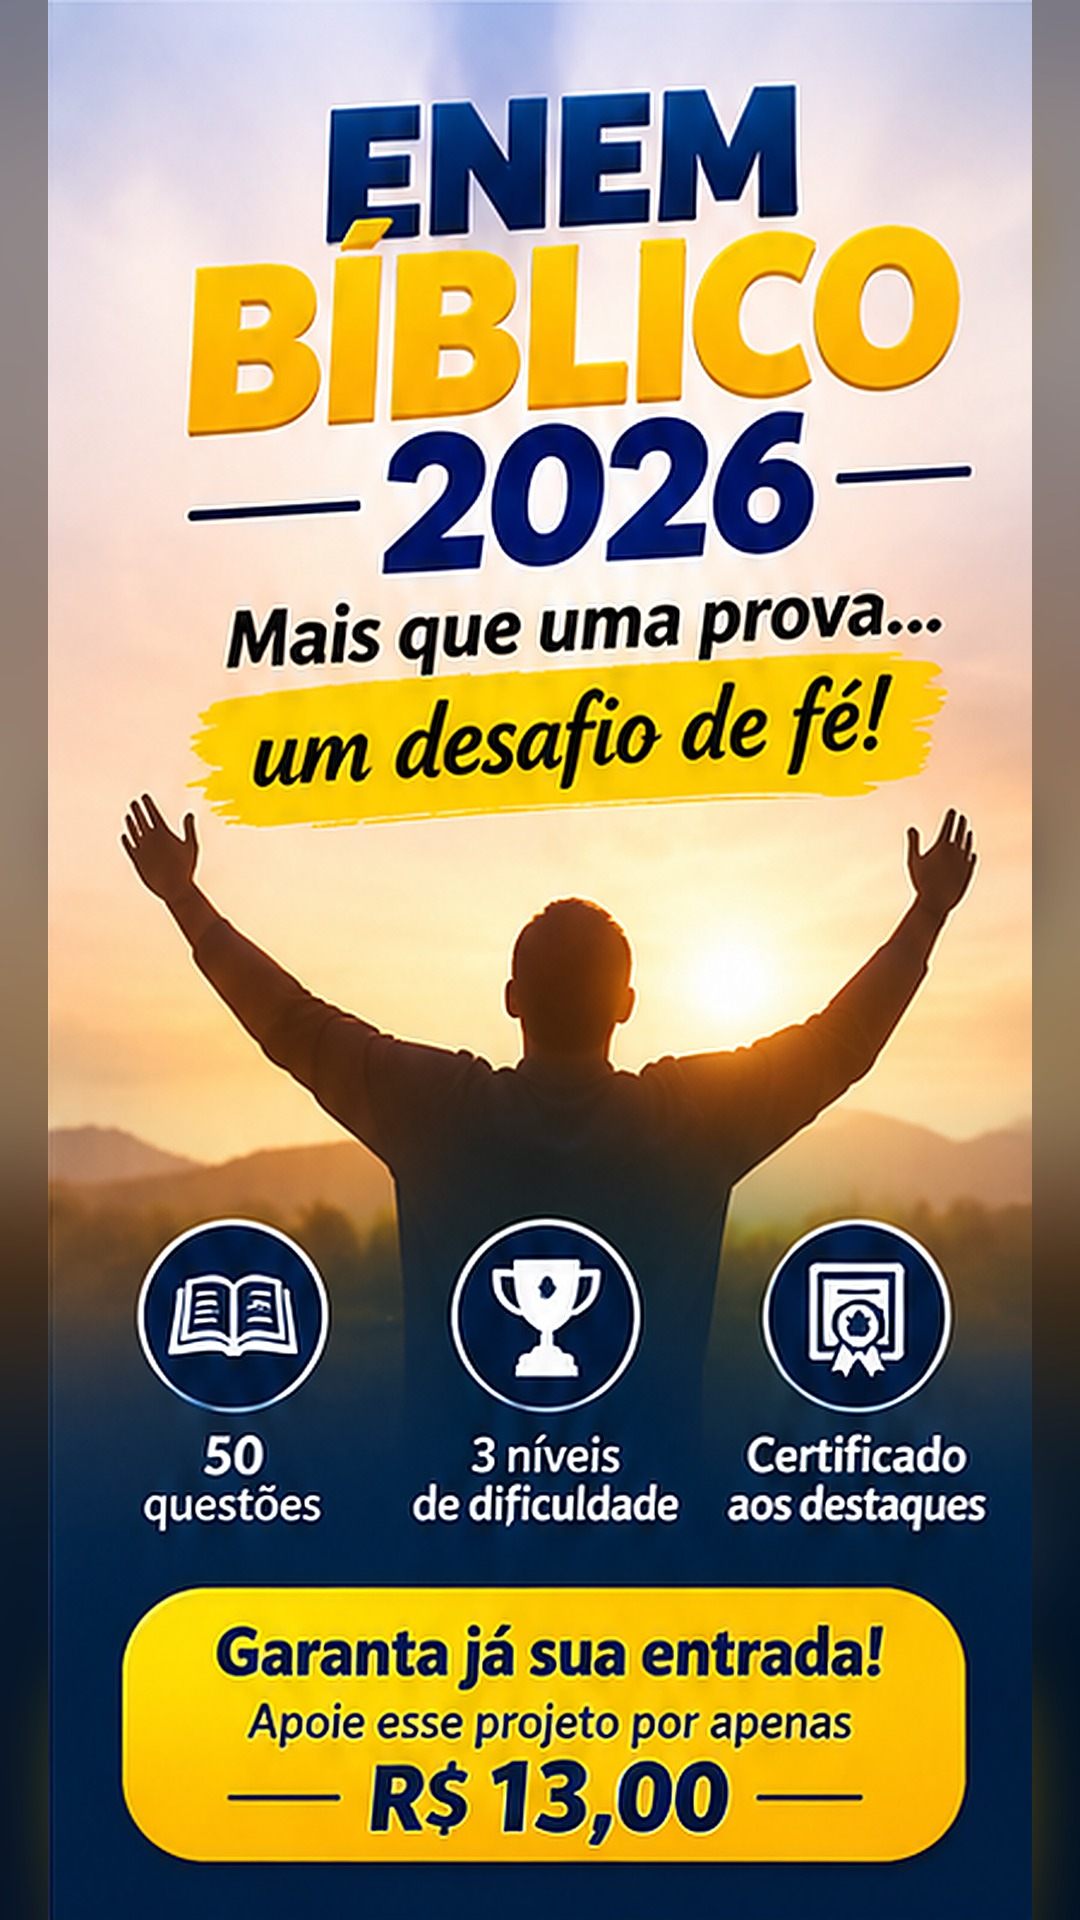 ENEM
BÍBLICO
2026
Mais que uma prova...
um desafio de fé!
50
questões
3 níveis
de dificuldade
Certificado
aos destaques
Garanta já sua entrada!
Apoie esse projeto por apenas
R$ 13,00